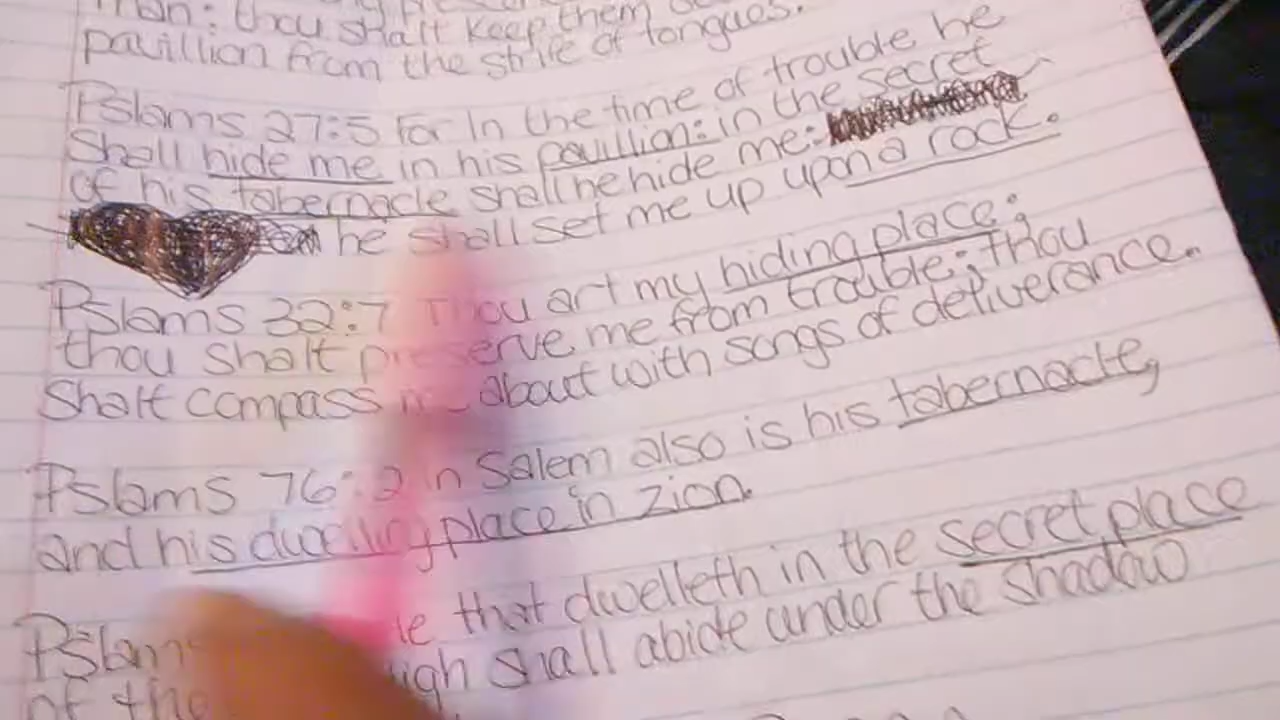 man: thou shalt keep them
pavillion from the strife of tongues.
Pslams 27:5 For In the time of trouble he
Shall hide me in his pavillion: in the secret
of his tabernacle shall he hide me:
he shall set me up upon a rock.
Pslams 32:7 Thou art my hiding place;
thou shalt preserve me from trouble; thou
Shalt compass me about with songs of deliverance.
Pslams 76:2 in Salem also is his tabernacle,
and his dwelling place in Zion.
Pslams that dwelleth in the secret place
of the shall abide under the shadow